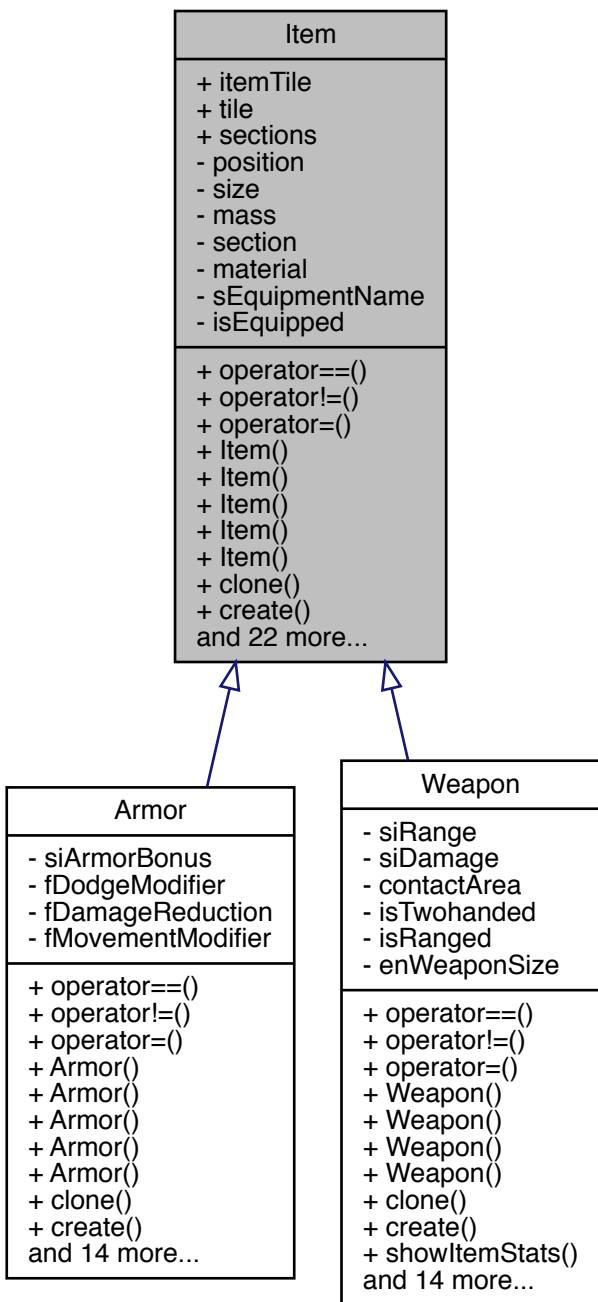 Item
+ itemTile
+ tile
+ sections
- position
- size
- mass
- section
- material
- sEquipmentName
- isEquipped
+ operator==()
+ operator!=()
+ operator=()
+ Item()
+ Item()
+ Item()
+ Item()
+ Item()
+ clone()
+ create()
and 22 more...
Armor
- siArmorBonus
- fDodgeModifier
- fDamageReduction
- fMovementModifier
+ operator==()
+ operator!=()
+ operator=()
+ Armor()
+ Armor()
+ Armor()
+ Armor()
+ Armor()
+ clone()
+ create()
and 14 more...
Weapon
- siRange
- siDamage
- contactArea
- isTwohanded
- isRanged
- enWeaponSize
+ operator==()
+ operator!=()
+ operator=()
+ Weapon()
+ Weapon()
+ Weapon()
+ Weapon()
+ clone()
+ create()
+ showItemStats()
and 14 more...